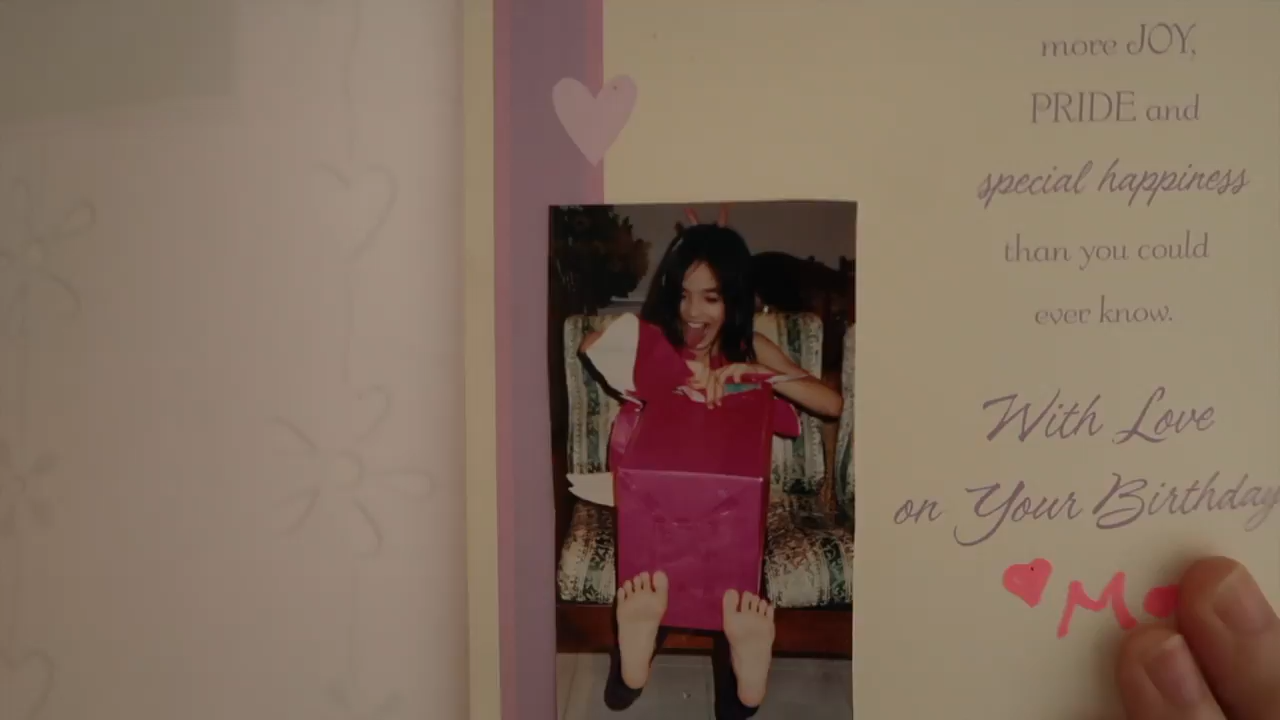 more JOY,
PRIDE and
special happiness
than you could
ever know.
With Love
on Your Birthday